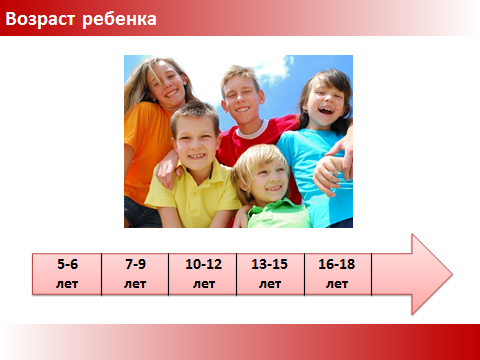 Возраст ребенка
5-6
лет
7-9
лет
10-12
лет
13-15
лет
16-18
лет